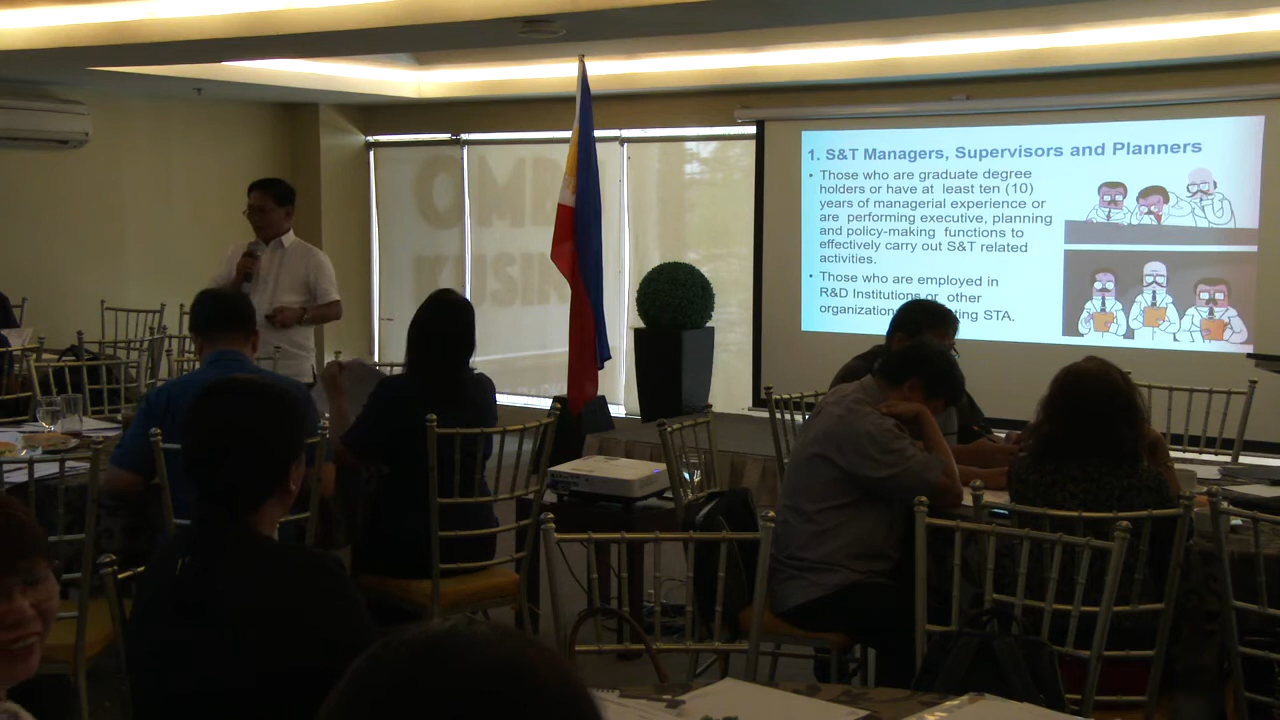 1. S&T Managers, Supervisors and Planners
• Those who are graduate degree
holders or have at least ten (10)
years of managerial experience or
are performing executive, planning
and policy-making functions to
effectively carry out S&T related
activities.
• Those who are employed in
R&D Institutions or other
STA.
KUSIN